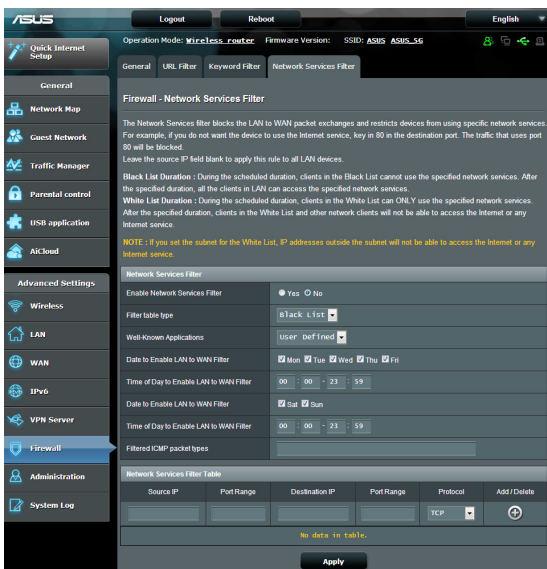 ASUS
Logout
Reboot
English
Quick Internet
Setup
Operation Mode: Wireless router Firmware Version: SSID: ASUS ASUS_5G
General
URL Filter
Keyword Filter
Network Services Filter
General
Network Map
Guest Network
Traffic Manager
Parental control
USB application
AiCloud
Advanced Settings
Wireless
LAN
WAN
IPv6
VPN Server
Firewall
Administration
System Log
Firewall - Network Services Filter
The Network Services filter blocks the LAN to WAN packet exchanges and restricts devices from using specific network services.
For example, if you do not want the device to use the Internet service, key in 80 in the destination port. The traffic that uses port
80 will be blocked.
Leave the source IP field blank to apply this rule to all LAN devices.
Black List Duration : During the scheduled duration, clients in the Black List cannot use the specified network services. After
the specified duration, all the clients in LAN can access the specified network services.
White List Duration : During the scheduled duration, clients in the White List can ONLY use the specified network services.
After the specified duration, clients in the White List and other network clients will not be able to access the Internet or any
Internet service.
NOTE : If you set the subnet for the White List, IP addresses outside the subnet will not be able to access the Internet or any
Internet service.
Network Services Filter
Enable Network Services Filter Yes No
Filter table type Black List
Well-Known Applications User Defined
Date to Enable LAN to WAN Filter Mon Tue Wed Thu Fri
Time of Day to Enable LAN to WAN Filter 00 : 00 - 23 : 59
Date to Enable LAN to WAN Filter Sat Sun
Time of Day to Enable LAN to WAN Filter 00 : 00 - 23 : 59
Filtered ICMP packet types
Network Services Filter Table
Source IP Port Range Destination IP Port Range Protocol Add / Delete
TCP
No data in table.
Apply